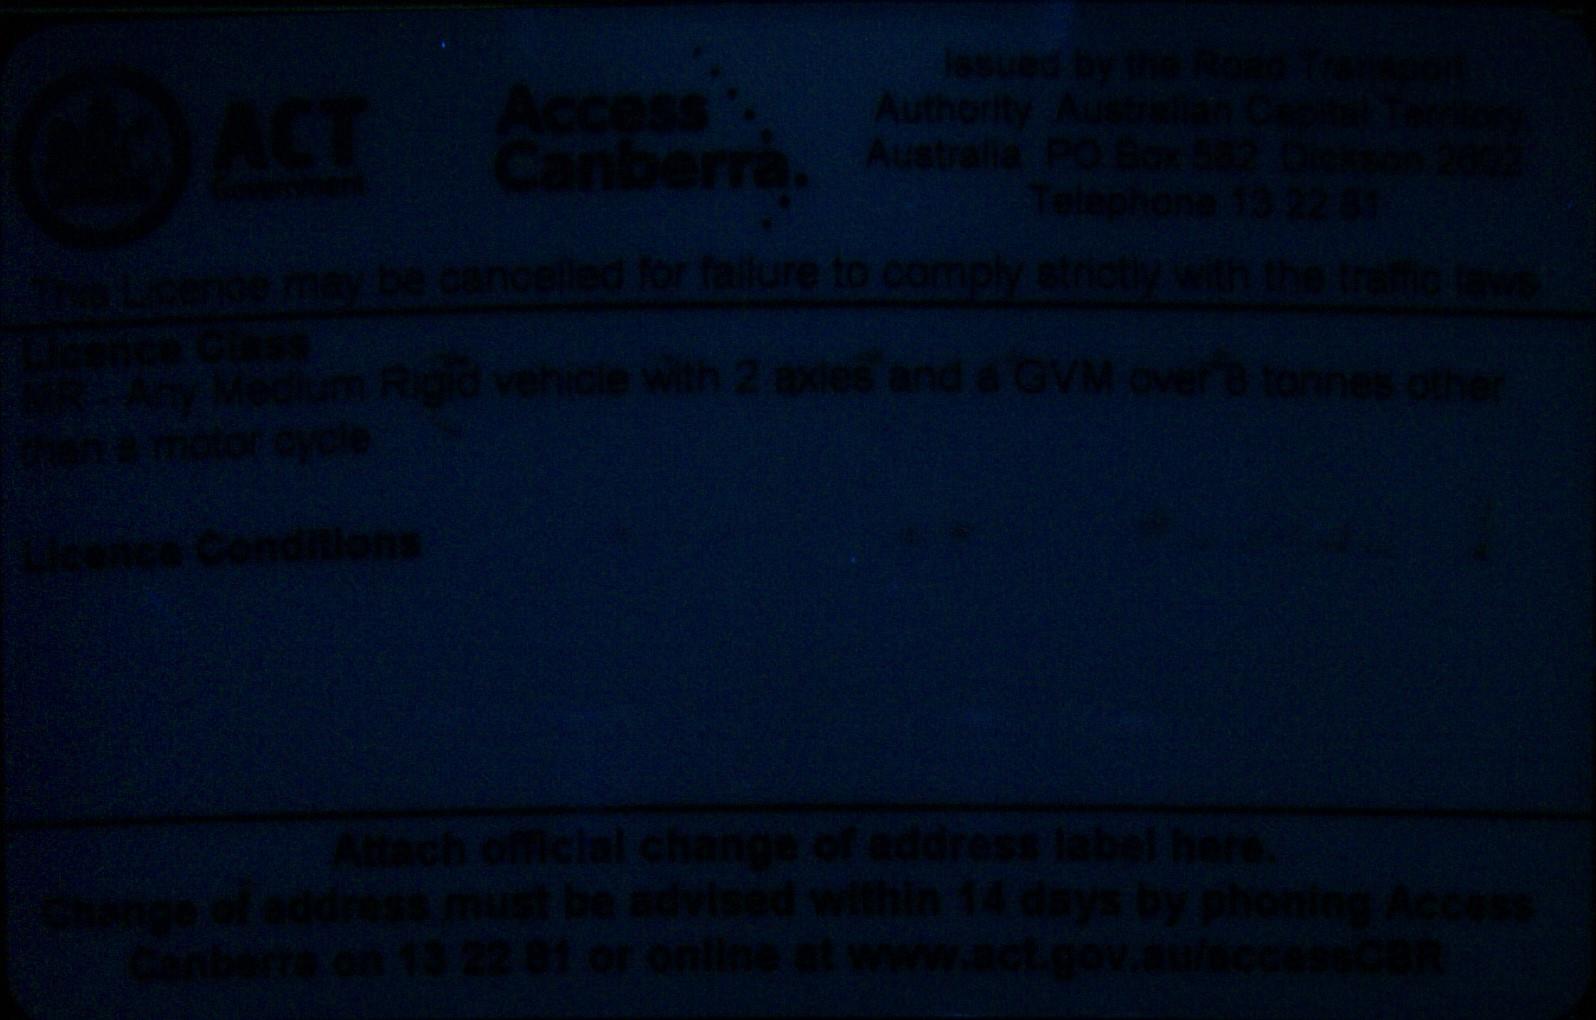 ACT
Government
Access
Canberra.
Issued by the Road Transport
Authority Australian Capital Territory,
Australia PO Box 582 Dickson 2602
Telephone 13 22 81
This Licence may be cancelled for failure to comply strictly with the traffic laws
Licence Class
MR - Any Medium Rigid vehicle with 2 axles and a GVM over 8 tonnes other
than a motor cycle
Licence Conditions
Attach official change of address label here.
Change of address must be advised within 14 days by phoning Access
Canberra on 13 22 81 or online at www.act.gov.au/accessCBR